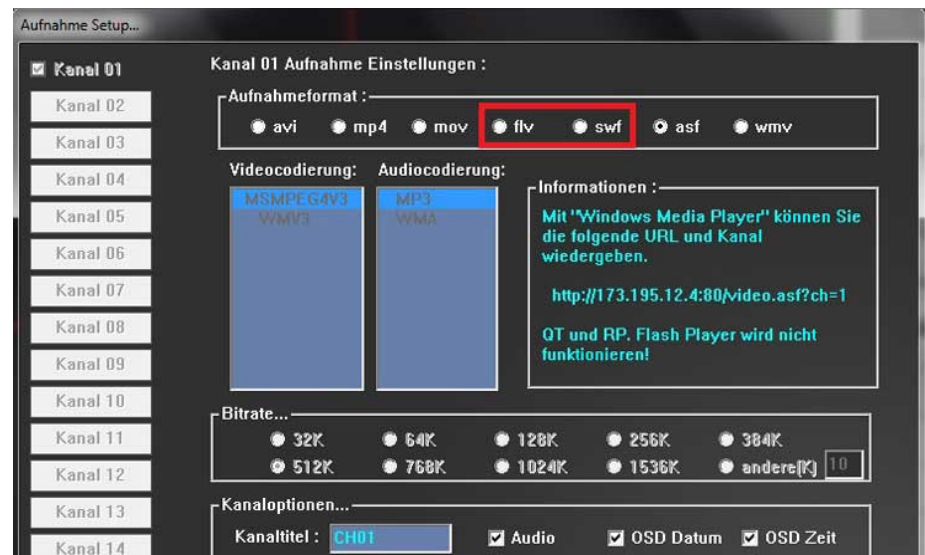 Aufnahme Setup...
Kanal 01
Kanal 02
Kanal 03
Kanal 04
Kanal 05
Kanal 06
Kanal 07
Kanal 08
Kanal 09
Kanal 10
Kanal 11
Kanal 12
Kanal 13
Kanal 14
Kanal 01 Aufnahme Einstellungen :
Aufnahmeformat :
avi mp4 mov flv swf asf wmv
Videocodierung:
MSMPEG4V3
WMV3
Audiocodierung:
MP3
WMA
Informationen :
Mit "Windows Media Player" können Sie
die folgende URL und Kanal
wiedergeben.
http://173.195.12.4:80/video.asf?ch=1
QT und RP. Flash Player wird nicht
funktionieren!
Bitrate...
32K 64K 128K 256K 384K
512K 768K 1024K 1536K andere(K) 10
Kanaloptionen...
Kanaltitel : CH01 Audio OSD Datum OSD Zeit